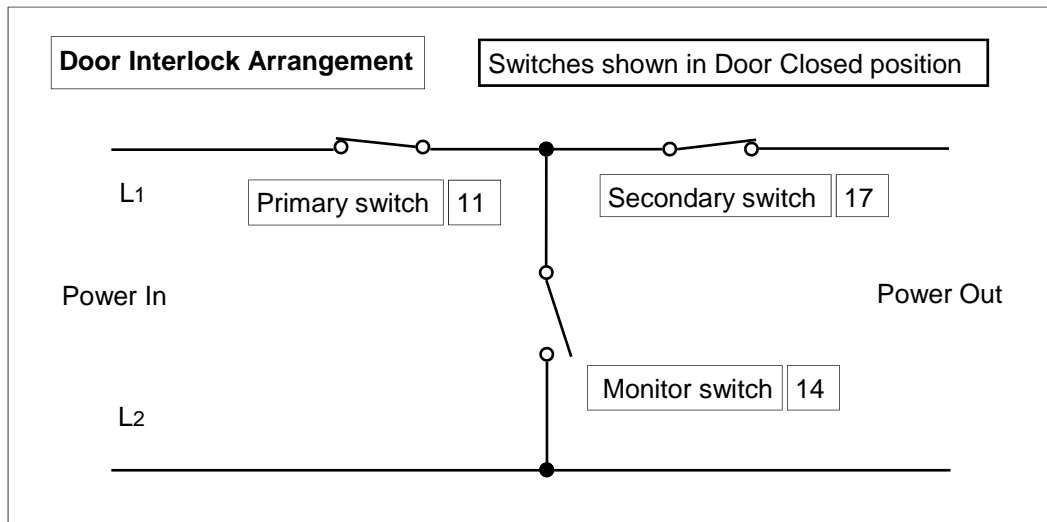 Door Interlock Arrangement
Switches shown in Door Closed position
L1
Primary switch 11
Secondary switch 17
Power In
Power Out
Monitor switch 14
L2